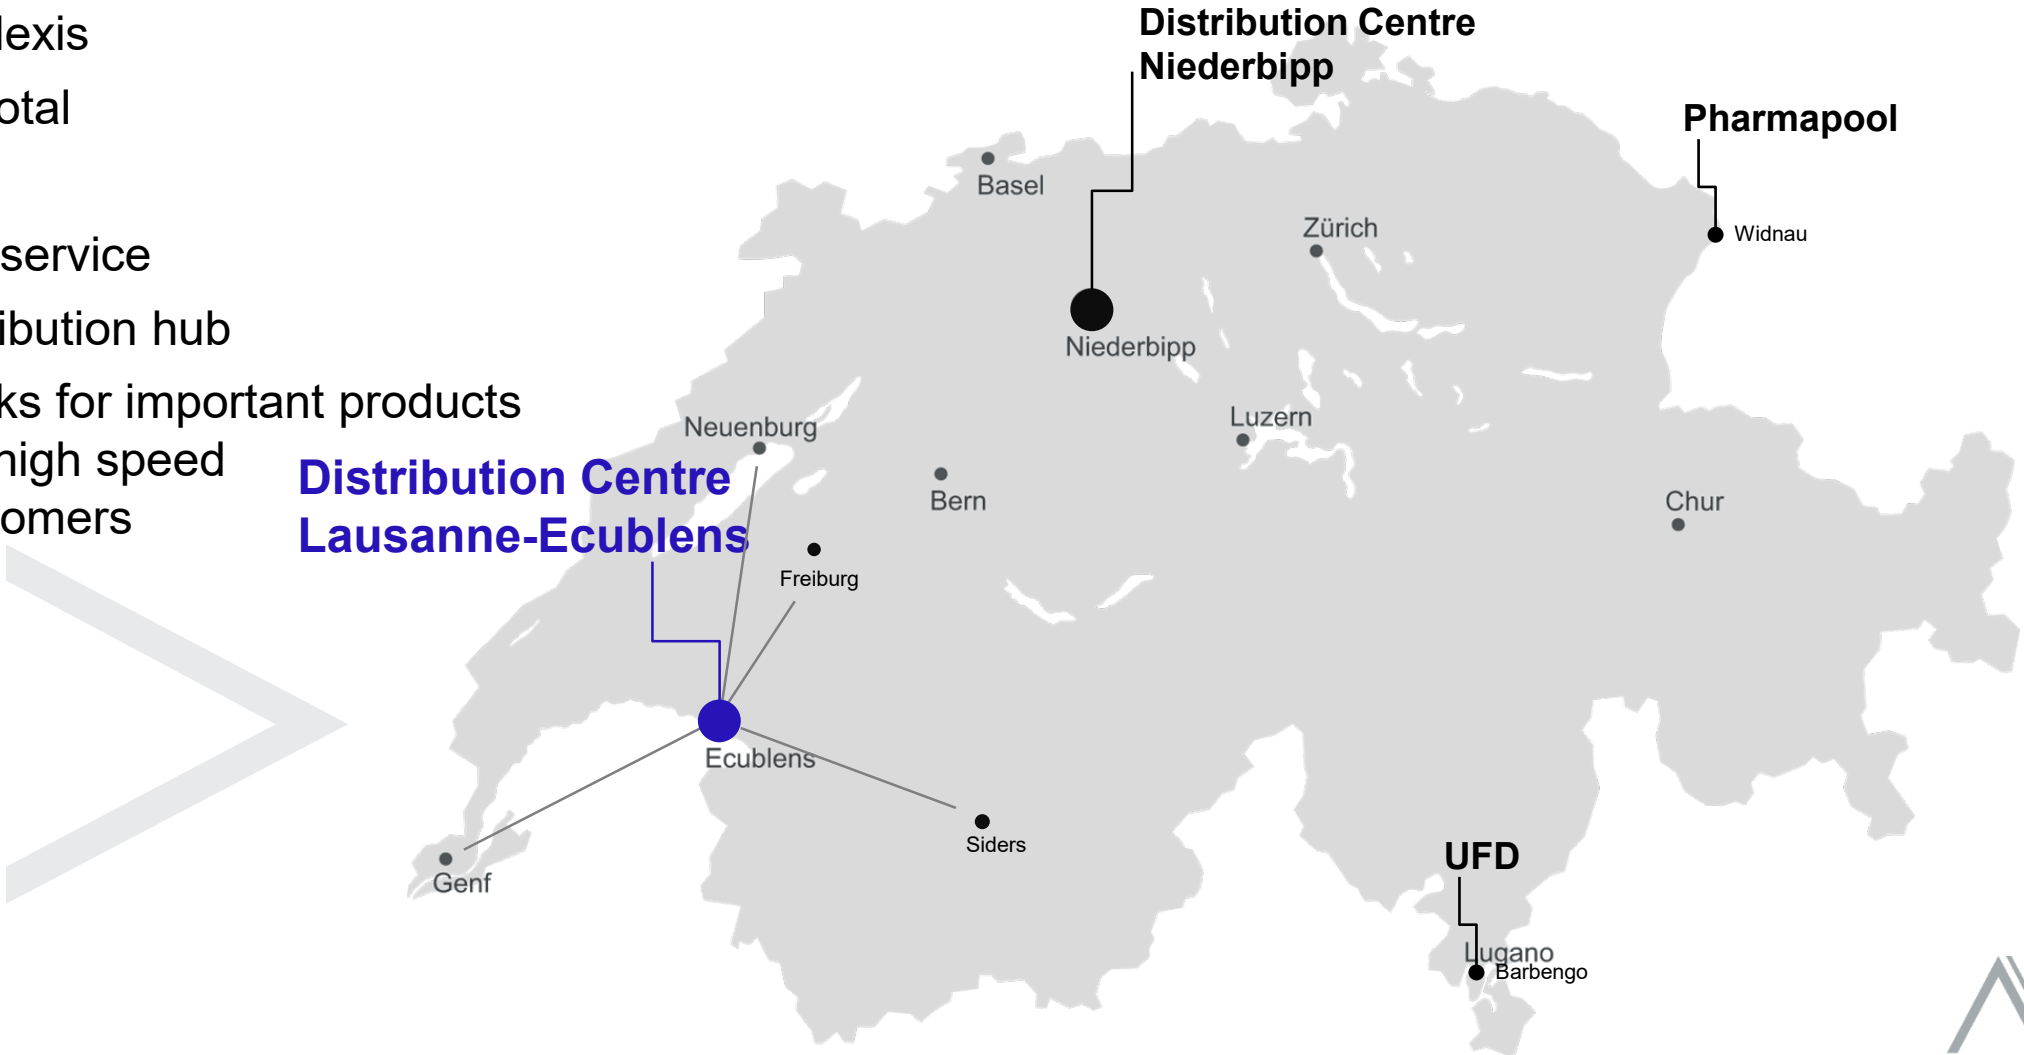 lexis
otal
service
ibution hub
ks for important products
high speed
omers
Distribution Centre
Niederbipp
Pharmapool
Basel
Zürich
Widnau
Niederbipp
Neuenburg
Luzern
Distribution Centre
Lausanne-Ecublens
Bern
Chur
Freiburg
Ecublens
Siders
Genf
UFD
Lugano
Barbengo